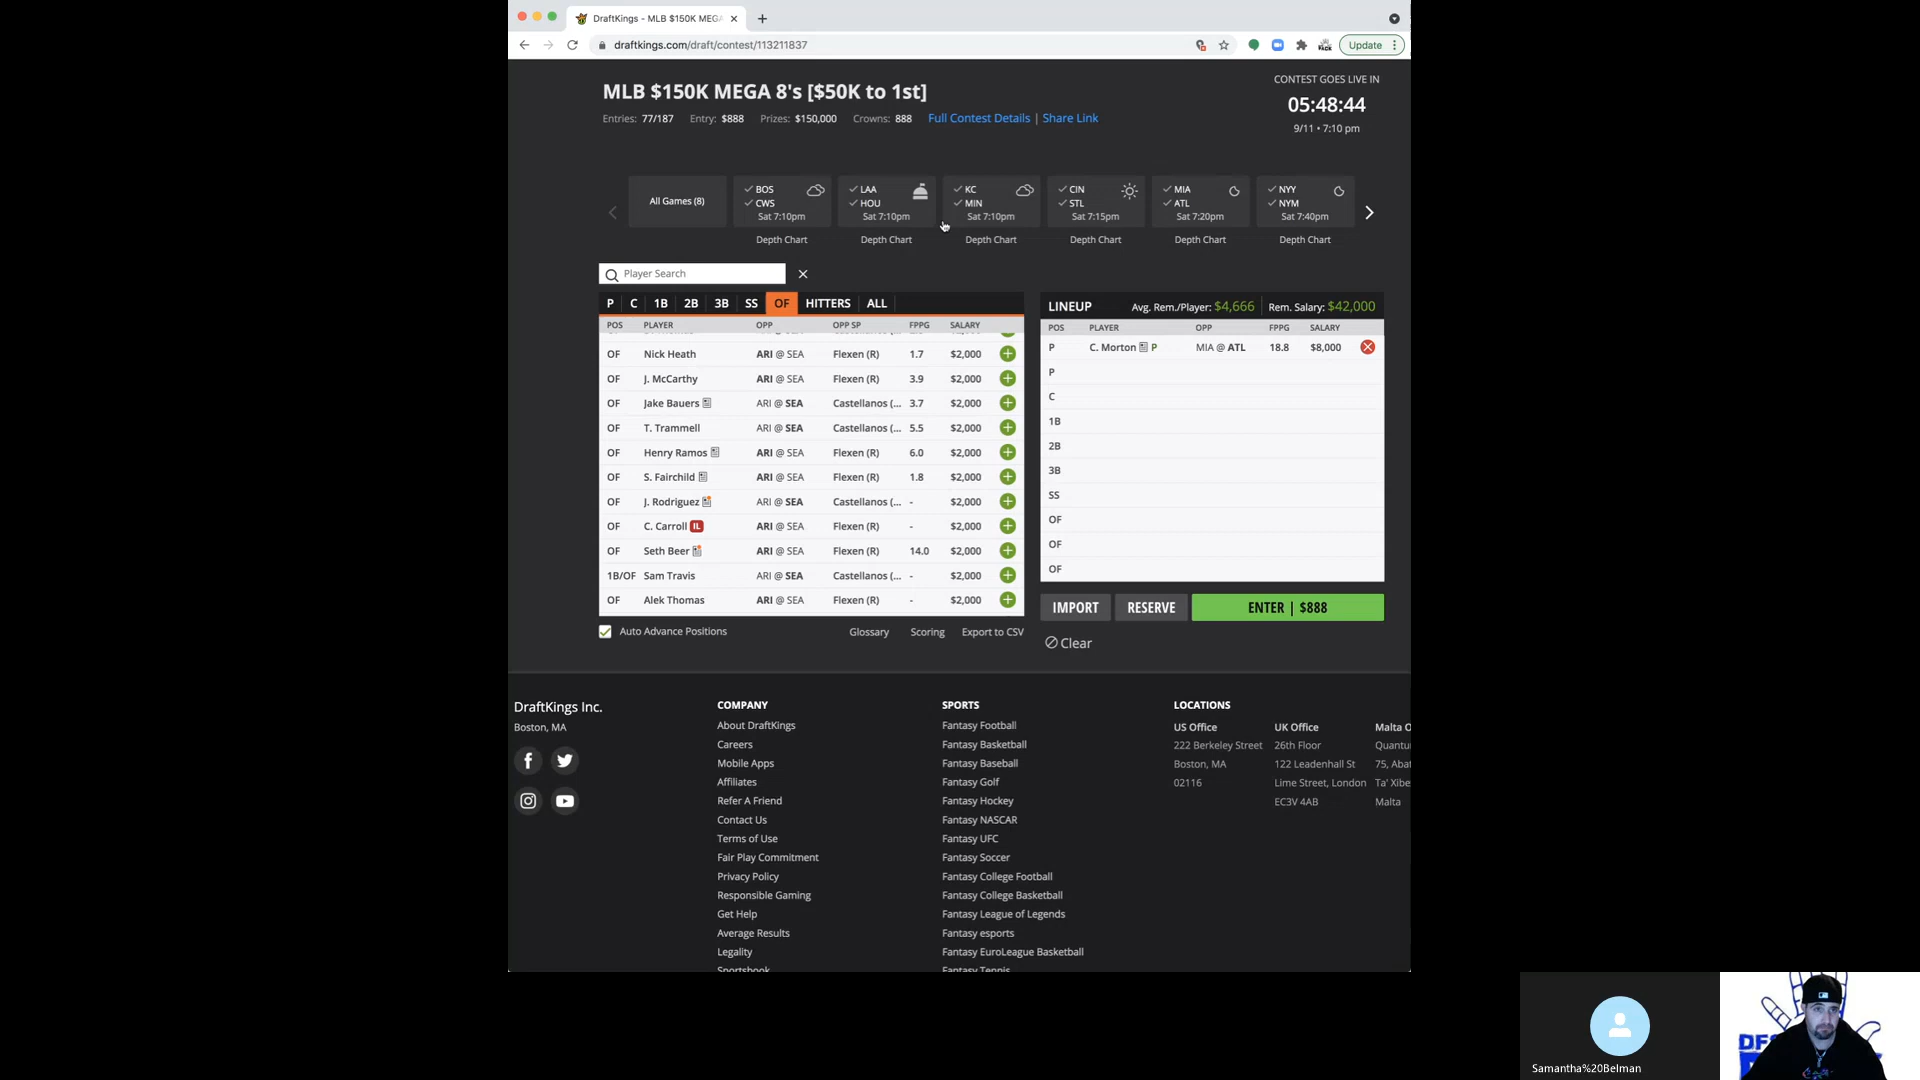 DraftKings - MLB $150K MEGA
draftkings.com/draft/contest/113211837
Update
MLB $150K MEGA 8's [$50K to 1st]
Entries: 77/187 Entry: $888 Prizes: $150,000 Crowns: 888 Full Contest Details | Share Link
CONTEST GOES LIVE IN
05:48:44
9/11 • 7:10 pm
All Games (8)
BOS CWS Sat 7:10pm Depth Chart
LAA HOU Sat 7:10pm Depth Chart
KC MIN Sat 7:10pm Depth Chart
CIN STL Sat 7:15pm Depth Chart
MIA ATL Sat 7:20pm Depth Chart
NYY NYM Sat 7:40pm Depth Chart
Player Search
P C 1B 2B 3B SS OF HITTERS ALL
POS PLAYER OPP OPP SP FPPG SALARY
OF Nick Heath ARI @ SEA Flexen (R) 1.7 $2,000
OF J. McCarthy ARI @ SEA Flexen (R) 3.9 $2,000
OF Jake Bauers ARI @ SEA Castellanos (... 3.7 $2,000
OF T. Trammell ARI @ SEA Castellanos (... 5.5 $2,000
OF Henry Ramos ARI @ SEA Flexen (R) 6.0 $2,000
OF S. Fairchild ARI @ SEA Flexen (R) 1.8 $2,000
OF J. Rodriguez ARI @ SEA Castellanos (... - $2,000
OF C. Carroll IL ARI @ SEA Flexen (R) - $2,000
OF Seth Beer ARI @ SEA Flexen (R) 14.0 $2,000
1B/OF Sam Travis ARI @ SEA Castellanos (... - $2,000
OF Alek Thomas ARI @ SEA Flexen (R) - $2,000
Auto Advance Positions Glossary Scoring Export to CSV
LINEUP Avg. Rem./Player: $4,666 Rem. Salary: $42,000
POS PLAYER OPP FPPG SALARY
P C. Morton P MIA @ ATL 18.8 $8,000
P
C
1B
2B
3B
SS
OF
OF
OF
IMPORT RESERVE ENTER | $888
Clear
DraftKings Inc.
Boston, MA
COMPANY
About DraftKings
Careers
Mobile Apps
Affiliates
Refer A Friend
Contact Us
Terms of Use
Fair Play Commitment
Privacy Policy
Responsible Gaming
Get Help
Average Results
Legality
Sportsbook
SPORTS
Fantasy Football
Fantasy Basketball
Fantasy Baseball
Fantasy Golf
Fantasy Hockey
Fantasy NASCAR
Fantasy UFC
Fantasy Soccer
Fantasy College Football
Fantasy College Basketball
Fantasy League of Legends
Fantasy esports
Fantasy EuroLeague Basketball
Fantasy Tennis
LOCATIONS
US Office
222 Berkeley Street
Boston, MA
02116
UK Office
26th Floor
1 Leadenhall St
Lime Street, London
EC3V 4AB
Malta O
Quantu
75, Abat
Ta' Xibe
Malta
Samantha%20Belman
DFS